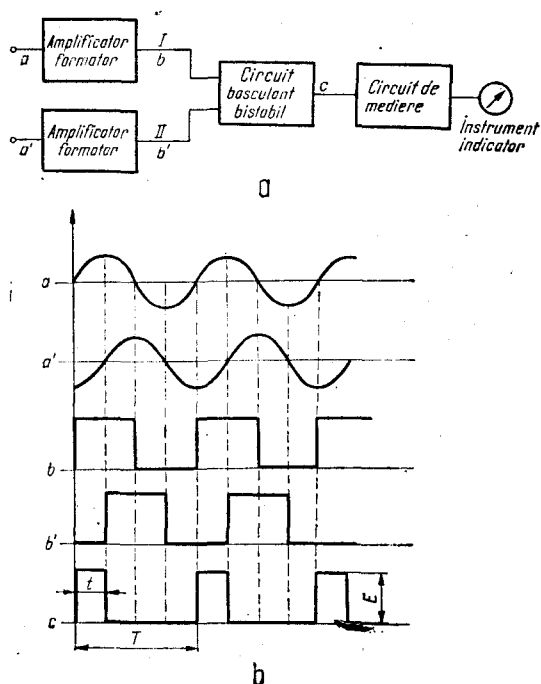 a
Amplificator
formator
I
b
Circuit
basculant
bistabil
c
Circuit de
mediere
Instrument
indicator
a'
Amplificator
formator
II
b'
a
a
a'
b
b'
c
t
T
E
b